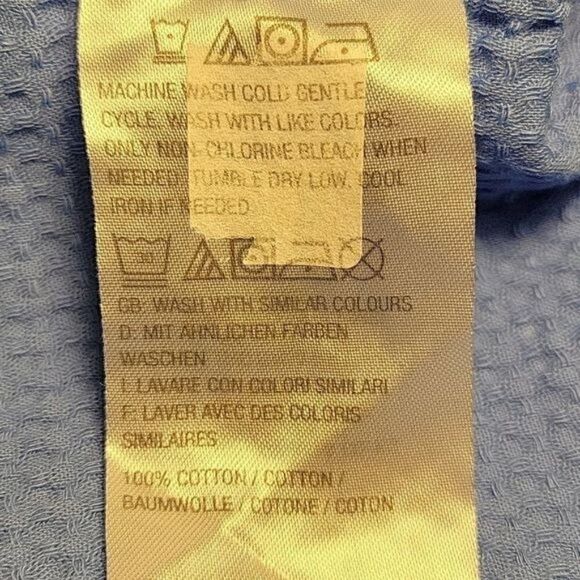 MACHINE WASH COLD GENTLE
CYCLE. WASH WITH LIKE COLORS.
ONLY NON-CHLORINE BLEACH WHEN
NEEDED. TUMBLE DRY LOW. COOL
IRON IF NEEDED
30
GB: WASH WITH SIMILAR COLOURS
D: MIT ÄHNLICHEN FARBEN
WASCHEN
I: LAVARE CON COLORI SIMILARI
F: LAVER AVEC DES COLORIS
SIMILAIRES
100% COTTON / COTTON /
BAUMWOLLE / COTONE / COTON